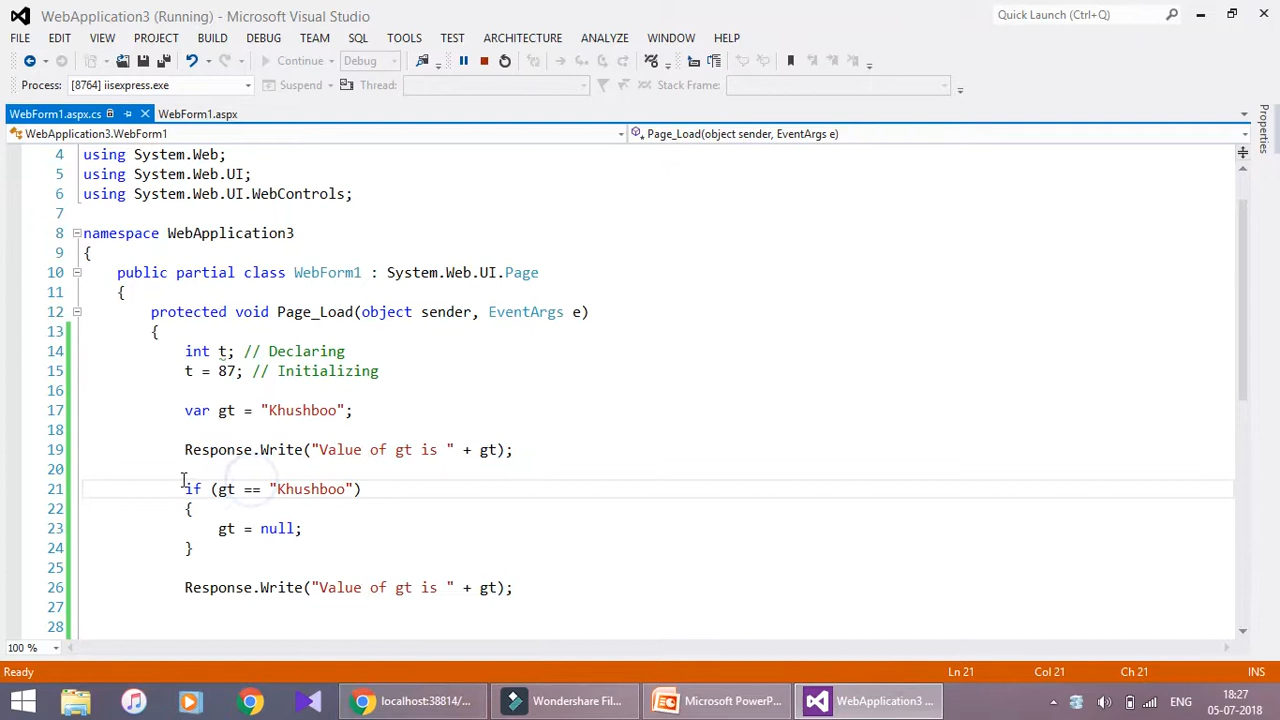 WebApplication3 (Running) - Microsoft Visual Studio
Quick Launch (Ctrl+Q)
FILE EDIT VIEW PROJECT BUILD DEBUG TEAM SQL TOOLS TEST ARCHITECTURE ANALYZE WINDOW HELP
Continue Debug
Process: [8764] iisexpress.exe Suspend Thread: Stack Frame:
WebForm1.aspx.cs WebForm1.aspx
WebApplication3.WebForm1 Page_Load(object sender, EventArgs e)
Properties
4 using System.Web;
5 using System.Web.UI;
6 using System.Web.UI.WebControls;
7
8 namespace WebApplication3
9 {
10 public partial class WebForm1 : System.Web.UI.Page
11 {
12 protected void Page_Load(object sender, EventArgs e)
13 {
14 int t; // Declaring
15 t = 87; // Initializing
16
17 var gt = "Khushboo";
18
19 Response.Write("Value of gt is " + gt);
20
21 if (gt == "Khushboo")
22 {
23 gt = null;
24 }
25
26 Response.Write("Value of gt is " + gt);
27
28
100 %
Ready Ln 21 Col 21 Ch 21 INS
localhost:38814/... Wondershare Fil... Microsoft PowerP... WebApplication3 ... ENG 18:27
05-07-2018